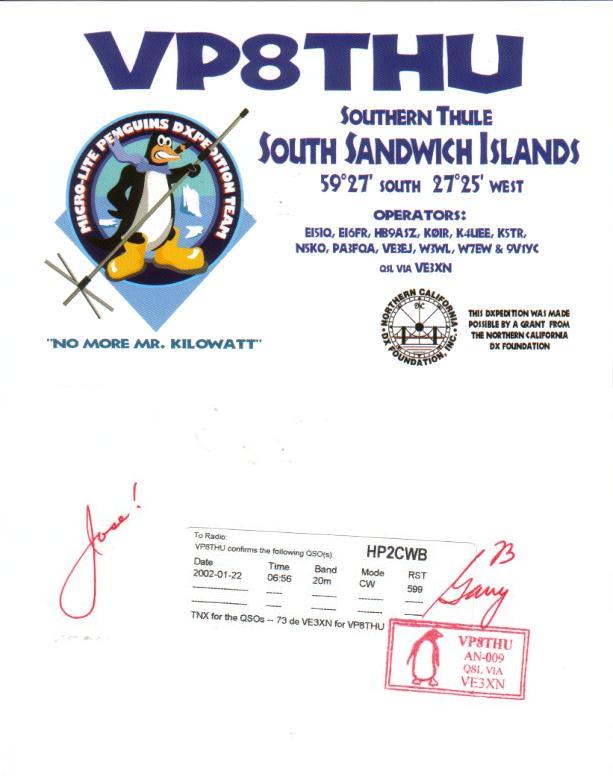 VP8THU
MICRO-LITE PENGUINS DXPEDITION TEAM
SOUTHERN THULE
SOUTH SANDWICH ISLANDS
59°27' SOUTH 27°25' WEST
OPERATORS:
EI5IQ, EI6FR, HB9ASZ, K0IR, K4UEE, K5TR,
N5KO, PA3FQA, VE3EJ, W3WL, W7EW & 9V1YC
QSL VIA VE3XN
"NO MORE MR. KILOWATT"
NORTHERN CALIFORNIA
DX FOUNDATION, INC.
THIS DXPEDITION WAS MADE
POSSIBLE BY A GRANT FROM
THE NORTHERN CALIFORNIA
DX FOUNDATION
Jose!
To Radio: HP2CWB
VP8THU confirms the following QSO(s):
Date Time Band Mode RST
2002-01-22 06:56 20m CW 599
TNX for the QSOs -- 73 de VE3XN for VP8THU
73
Garry
VP8THU
AN-009
QSL VIA
VE3XN